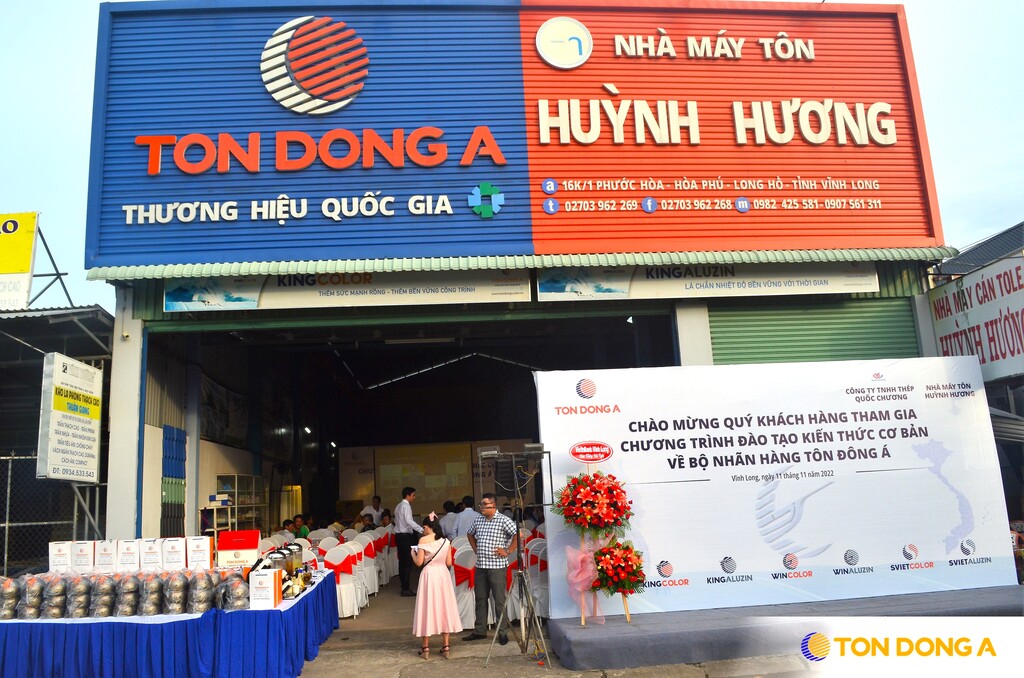 TON DONG A
THƯƠNG HIỆU QUỐC GIA
NHÀ MÁY TÔN
HUỲNH HƯƠNG
a 16K/1 PHƯỚC HÒA - HÒA PHÚ - LONG HỒ - TỈNH VĨNH LONG
t 02703 962 269 f 02703 962 268 m 0982 425 581 - 0907 561 311
KINGCOLOR
THÊM SỨC MẠNH RỒNG - THÊM BỀN VỮNG CÔNG TRÌNH
KINGALUZIN
LÁ CHẮN NHIỆT ĐỘ BỀN VỮNG VỚI THỜI GIAN
NHÀ MÁY CÁN TOLE
HUỲNH HƯƠNG
ĐT: 0934.533.543
TON DONG A
CÔNG TY TNHH THÉP
QUỐC CHƯƠNG
NHÀ MÁY TÔN
HUỲNH HƯƠNG
CHÀO MỪNG QUÝ KHÁCH HÀNG THAM GIA
CHƯƠNG TRÌNH ĐÀO TẠO KIẾN THỨC CƠ BẢN
VỀ BỘ NHÃN HÀNG TÔN ĐÔNG Á
Vĩnh Long, ngày 11 tháng 11 năm 2022
KINGCOLOR
KINGALUZIN
WINCOLOR
WINALUZIN
SVIETCOLOR
SVIETALUZIN
TON DONG A